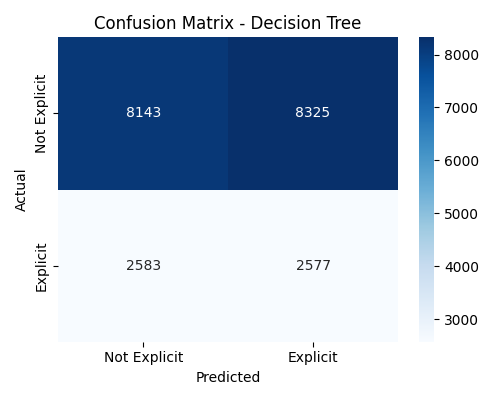 Confusion Matrix - Decision Tree
Actual
Not Explicit
8143
8325
Explicit
2583
2577
Not Explicit
Explicit
Predicted
8000
7000
6000
5000
4000
3000